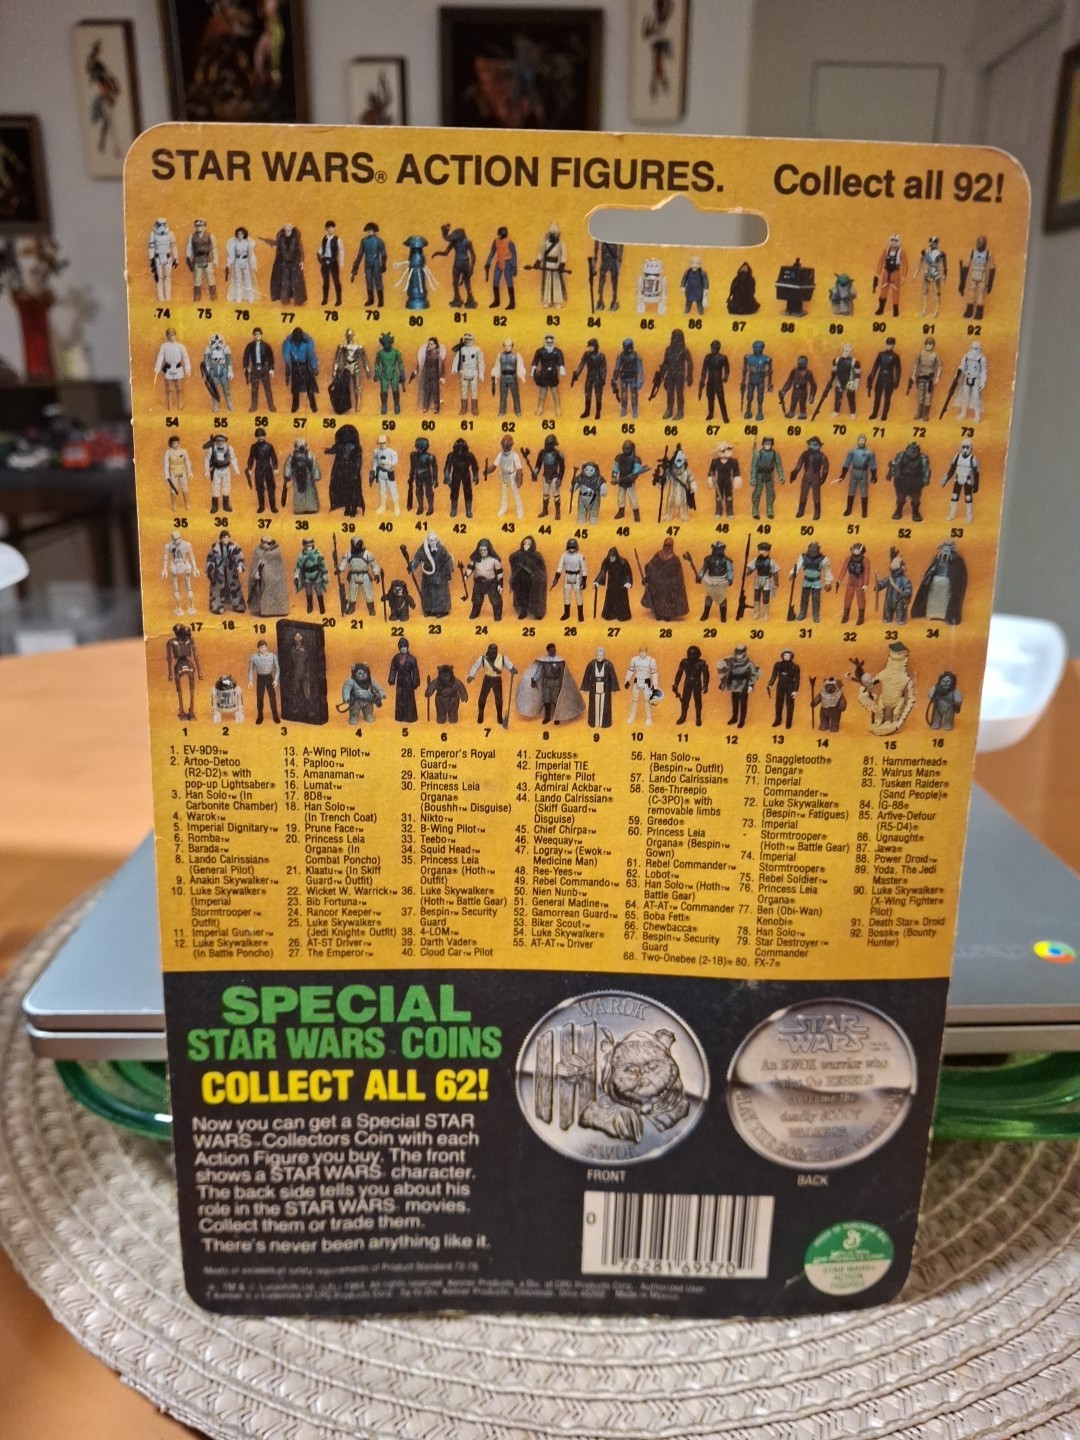 STAR WARS® ACTION FIGURES. Collect all 92!
74 75 76 77 78 79 80 81 82 83 84 85 86 87 88 89 90 91 92
54 55 56 57 58 59 60 61 62 63 64 65 66 67 68 69 70 71 72 73
35 36 37 38 39 40 41 42 43 44 45 46 47 48 49 50 51 52 53
17 18 19 20 21 22 23 24 25 26 27 28 29 30 31 32 33 34
1 2 3 4 5 6 7 8 9 10 11 12 13 14 15 16
1. EV-9D9™
2. Artoo-Detoo
(R2-D2)® with
pop-up Lightsaber®
3. Han Solo™ (In
Carbonite Chamber)
4. Warok™
5. Imperial Dignitary™
6. Romba™
7. Barada™
8. Lando Calrissian®
(General Pilot)
9. Anakin Skywalker™
10. Luke Skywalker®
(Imperial
Stormtrooper™
Outfit)
11. Imperial Gunner™
12. Luke Skywalker®
(In Battle Poncho)
13. A-Wing Pilot™
14. Paploo™
15. Amanaman™
16. Lumat™
17. 8D8™
18. Han Solo™
(In Trench Coat)
19. Prune Face™
20. Princess Leia
Organa® (In
Combat Poncho)
21. Klaatu™ (In Skiff
Guard™ Outfit)
22. Wicket W. Warrick™
23. Bib Fortuna™
24. Rancor Keeper™
25. Luke Skywalker®
(Jedi Knight® Outfit)
26. AT-ST Driver™
27. The Emperor™
28. Emperor's Royal
Guard™
29. Klaatu™
30. Princess Leia
Organa®
(Boushh™ Disguise)
31. Nikto™
32. B-Wing Pilot™
33. Teebo™
34. Squid Head™
35. Princess Leia
Organa® (Hoth™
Outfit)
36. Luke Skywalker®
(Hoth™ Battle Gear)
37. Bespin™ Security
Guard
38. 4-LOM™
39. Darth Vader®
40. Cloud Car™ Pilot
41. Zuckuss®
42. Imperial TIE
Fighter® Pilot
43. Admiral Ackbar™
44. Lando Calrissian®
(Skiff Guard™
Disguise)
45. Chief Chirpa™
46. Weequay™
47. Logray™ (Ewok™
Medicine Man)
48. Ree-Yees™
49. Rebel Commando™
50. Nien Nunb™
51. General Madine™
52. Gamorrean Guard™
53. Biker Scout™
54. Luke Skywalker®
55. AT-AT™ Driver
56. Han Solo™
(Bespin™ Outfit)
57. Lando Calrissian®
58. See-Threepio
(C-3PO)® with
removable limbs
59. Greedo®
60. Princess Leia
Organa® (Bespin™
Gown)
61. Rebel Commander™
62. Lobot™
63. Han Solo™ (Hoth™
Battle Gear)
64. AT-AT™ Commander
65. Boba Fett®
66. Chewbacca®
67. Bespin™ Security
Guard
68. Two-Onebee (2-1B)®
69. Snaggletooth®
70. Dengar®
71. Imperial
Commander™
72. Luke Skywalker®
(Bespin™ Fatigues)
73. Imperial
Stormtrooper®
(Hoth™ Battle Gear)
74. Imperial
Stormtrooper®
75. Rebel Soldier™
76. Princess Leia
Organa®
77. Ben (Obi-Wan)
Kenobi®
78. Han Solo™
79. Star Destroyer™
Commander
80. FX-7®
81. Hammerhead®
82. Walrus Man®
83. Tusken Raider®
(Sand People)®
84. IG-88®
85. Arfive-Defour
(R5-D4)®
86. Ugnaught®
87. Jawa®
88. Power Droid™
89. Yoda, The Jedi
Master®
90. Luke Skywalker®
(X-Wing Fighter®
Pilot)
91. Death Star® Droid
92. Bossk® (Bounty
Hunter)
SPECIAL
STAR WARS™ COINS
COLLECT ALL 62!
Now you can get a Special STAR
WARS™ Collectors Coin with each
Action Figure you buy. The front
shows a STAR WARS™ character.
The back side tells you about his
role in the STAR WARS™ movies.
Collect them or trade them.
There's never been anything like it.
WAROK
EWOK
STAR
WARS
An EWOK warrior who
FRONT
BACK
0 76281 69570
STAR WARS
ACTION
FIGURES